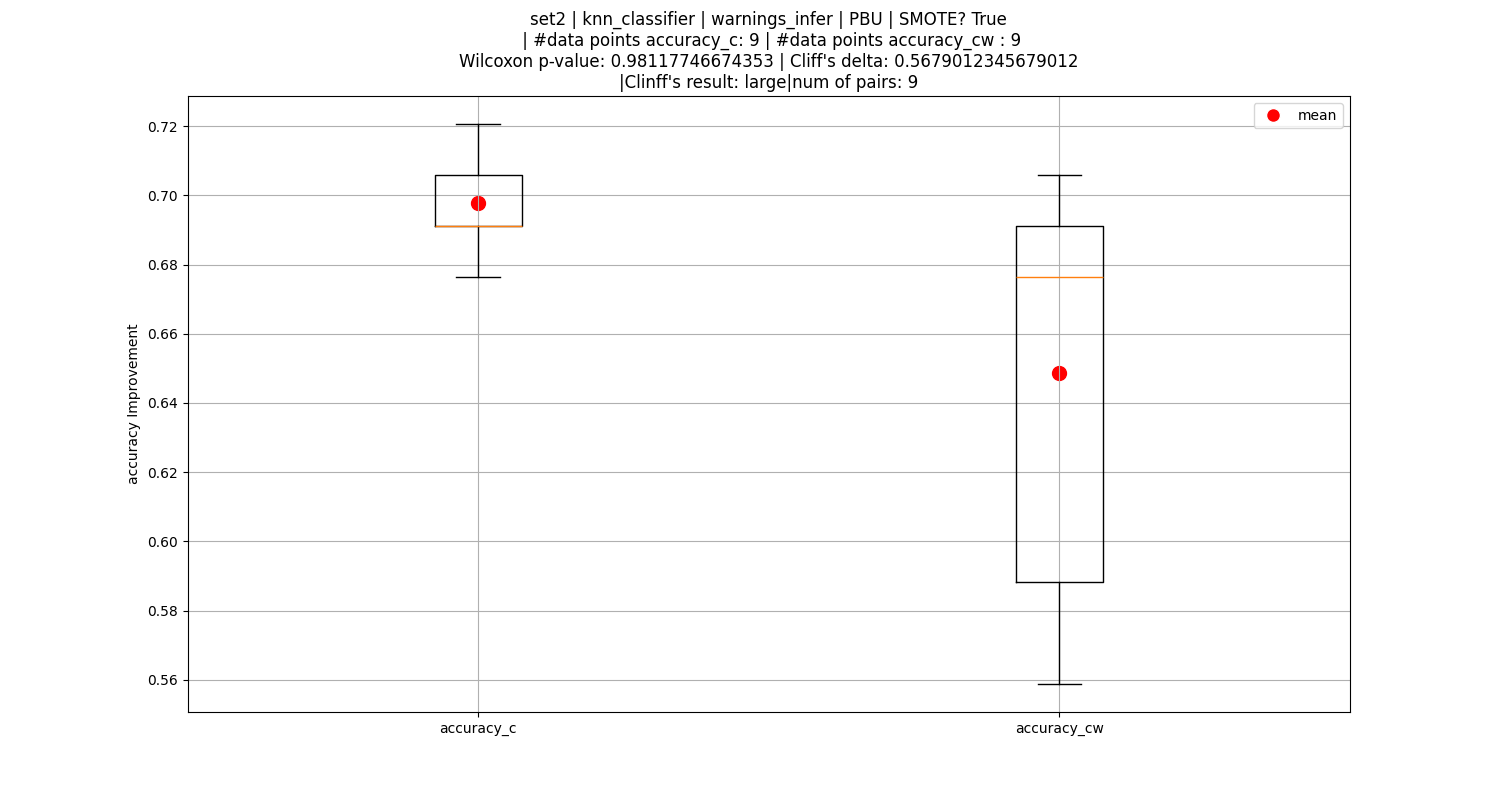 set2 | knn_classifier | warnings_infer | PBU | SMOTE? True
| #data points accuracy_c: 9 | #data points accuracy_cw : 9
Wilcoxon p-value: 0.98117746674353 | Cliff's delta: 0.5679012345679012
|Clinff's result: large|num of pairs: 9
mean
0.72
0.70
0.68
0.66
0.64
0.62
0.60
0.58
0.56
accuracy Improvement
accuracy_c
accuracy_cw